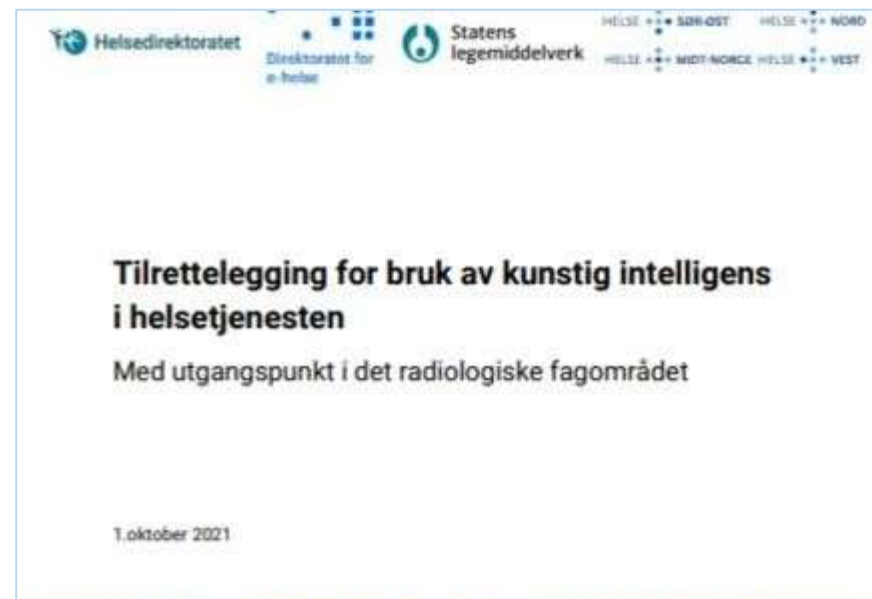 Helsedirektoratet
Direktoratet for
e-helse
Statens
legemiddelverk
HELSE SØR-ØST
HELSE NORD
HELSE MIDT-NORGE
HELSE VEST
Tilrettelegging for bruk av kunstig intelligens
i helsetjenesten
Med utgangspunkt i det radiologiske fagområdet
1.oktober 2021